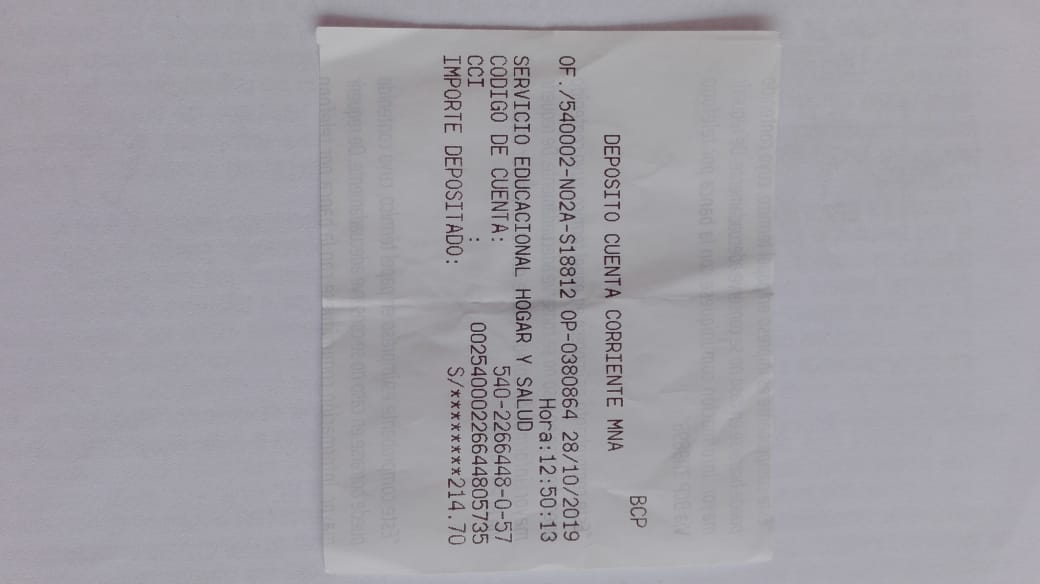 BCP
DEPOSITO CUENTA CORRIENTE MNA
OF./540002-N02A-S18812 OP-0380864 28/10/2019
Hora:12:50:13
SERVICIO EDUCACIONAL HOGAR Y SALUD
CODIGO DE CUENTA: 540-2266448-0-57
CCI : 00254000226644805735
IMPORTE DEPOSITADO: S/********214.70